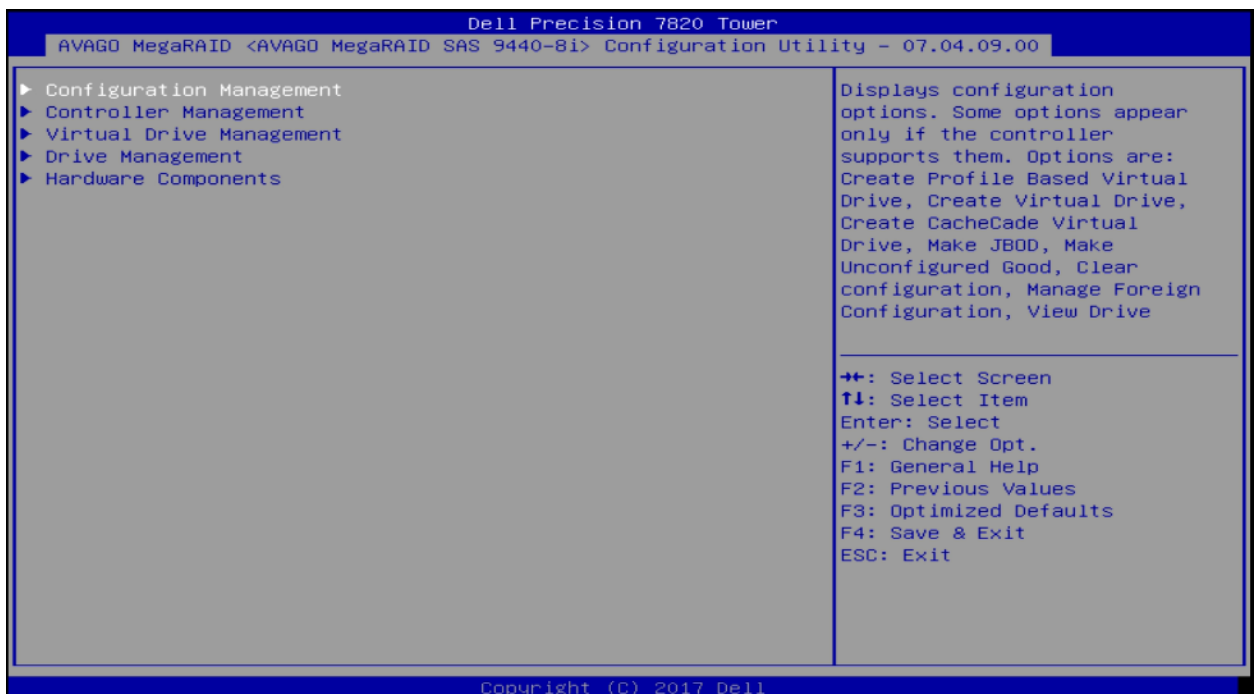 Dell Precision 7820 Tower
AVAGO MegaRAID <AVAGO MegaRAID SAS 9440-8i> Configuration Utility – 07.04.09.00
▶ Configuration Management
▶ Controller Management
▶ Virtual Drive Management
▶ Drive Management
▶ Hardware Components
Displays configuration
options. Some options appear
only if the controller
supports them. Options are:
Create Profile Based Virtual
Drive, Create Virtual Drive,
Create CacheCade Virtual
Drive, Make JBOD, Make
Unconfigured Good, Clear
configuration, Manage Foreign
Configuration, View Drive
→←: Select Screen
↑↓: Select Item
Enter: Select
+/-: Change Opt.
F1: General Help
F2: Previous Values
F3: Optimized Defaults
F4: Save & Exit
ESC: Exit
Copyright (C) 2017 Dell